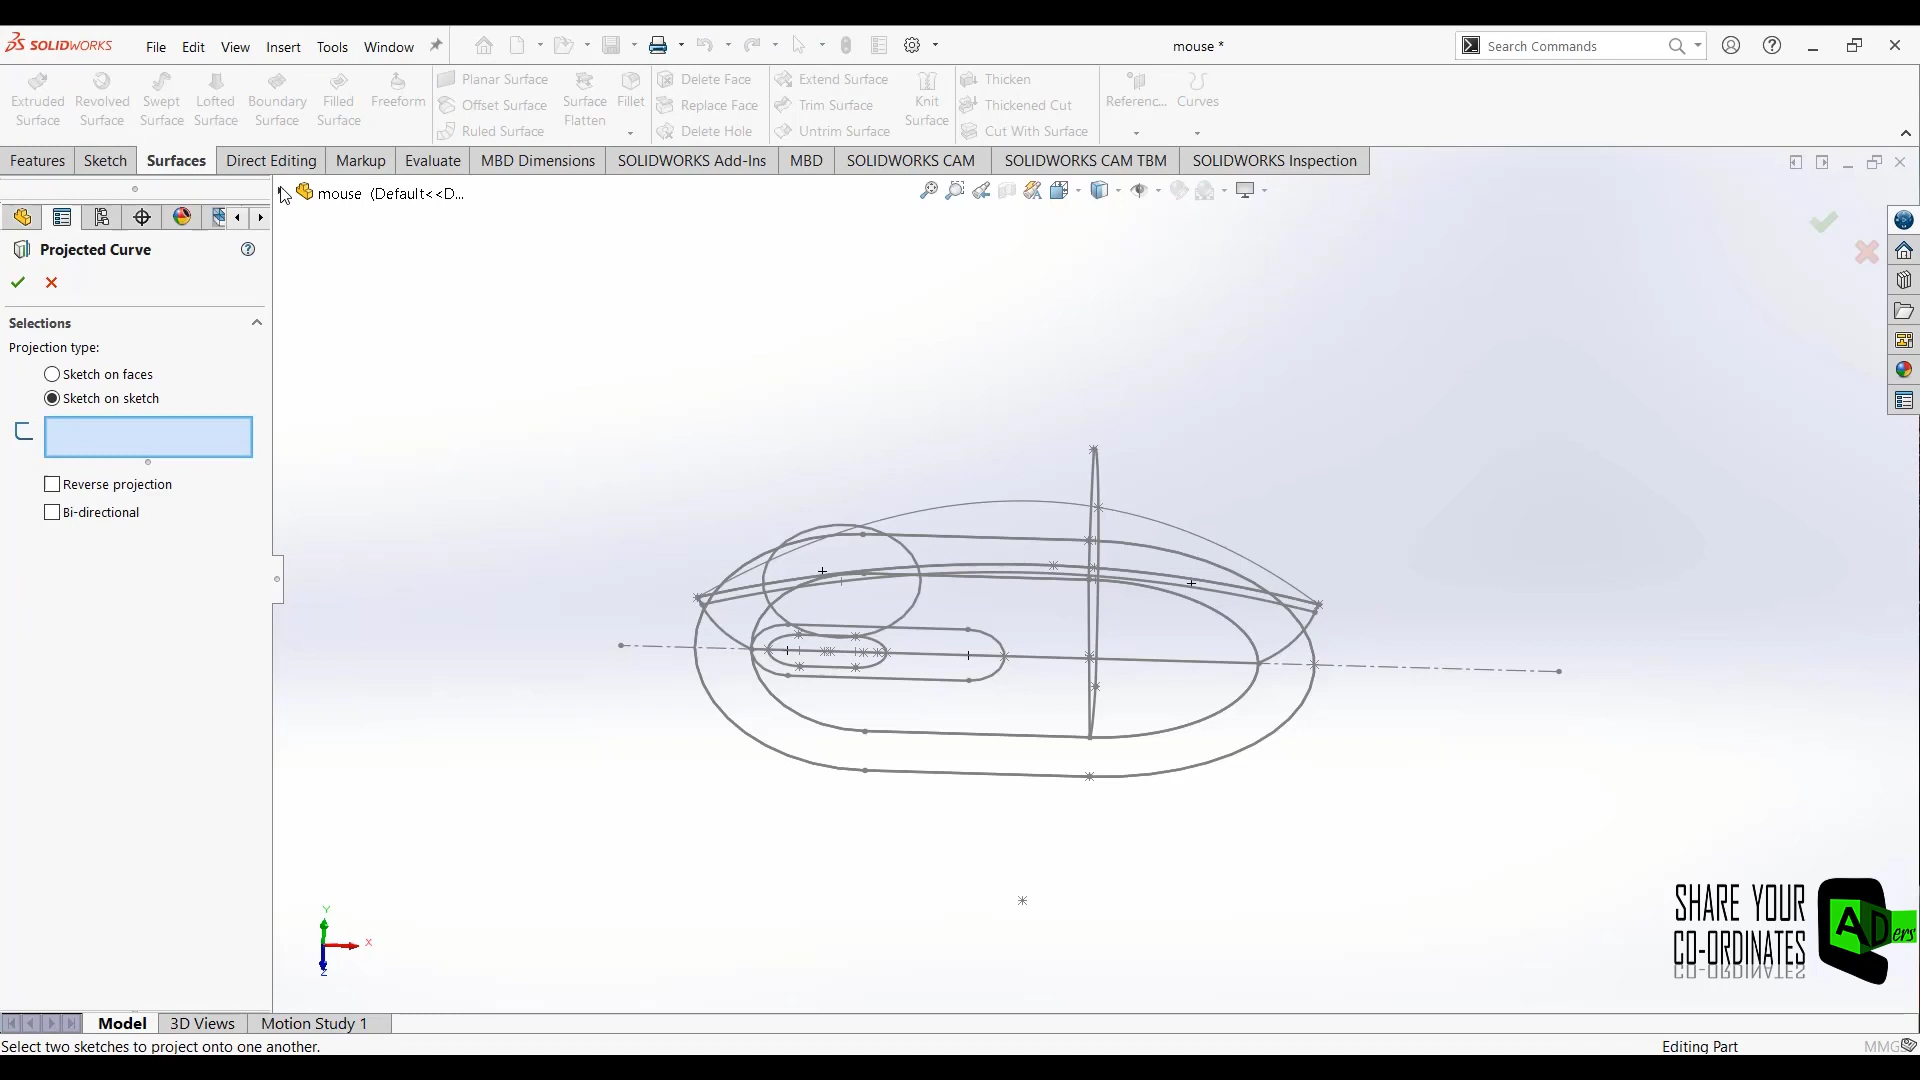 SOLIDWORKS File Edit View Insert Tools Window mouse * Search Commands
Extruded Surface
Revolved Surface
Swept Surface
Lofted Surface
Boundary Surface
Filled Surface
Freeform
Planar Surface
Offset Surface
Ruled Surface
Surface Flatten
Fillet
Delete Face
Replace Face
Delete Hole
Extend Surface
Trim Surface
Untrim Surface
Knit Surface
Thicken
Thickened Cut
Cut With Surface
Referenc...
Curves
Features Sketch Surfaces Direct Editing Markup Evaluate MBD Dimensions SOLIDWORKS Add-Ins MBD SOLIDWORKS CAM SOLIDWORKS CAM TBM SOLIDWORKS Inspection
mouse (Default<<D...
Projected Curve
Selections
Projection type:
Sketch on faces
Sketch on sketch
Reverse projection
Bi-directional
Y
X
Z
SHARE YOUR
CO-ORDINATES
CADers
Model 3D Views Motion Study 1
Select two sketches to project onto one another. Editing Part MMGS